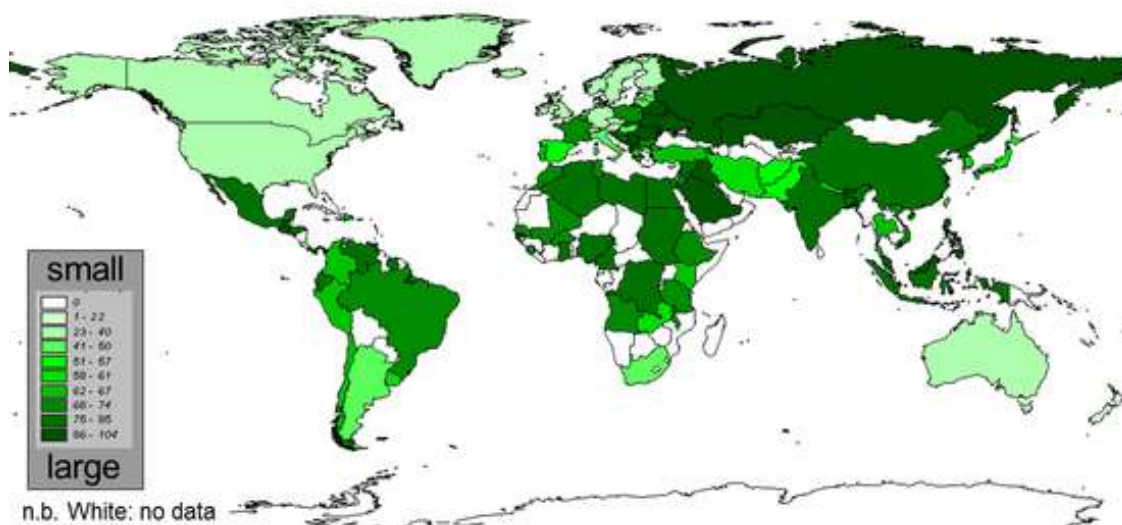 small
0
1 - 22
23 - 40
41 - 50
51 - 57
58 - 61
62 - 67
68 - 74
75 - 85
86 - 104
large
n.b. White: no data